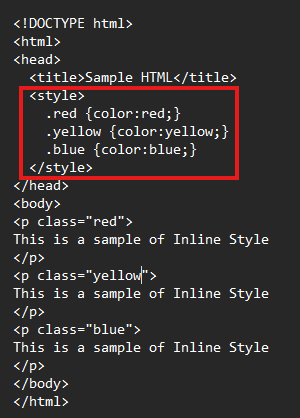 <!DOCTYPE html>
<html>
<head>
<title>Sample HTML</title>
<style>
.red {color:red;}
.yellow {color:yellow;}
.blue {color:blue;}
</style>
</head>
<body>
<p class="red">
This is a sample of Inline Style
</p>
<p class="yellow">
This is a sample of Inline Style
</p>
<p class="blue">
This is a sample of Inline Style
</p>
</body>
</html>